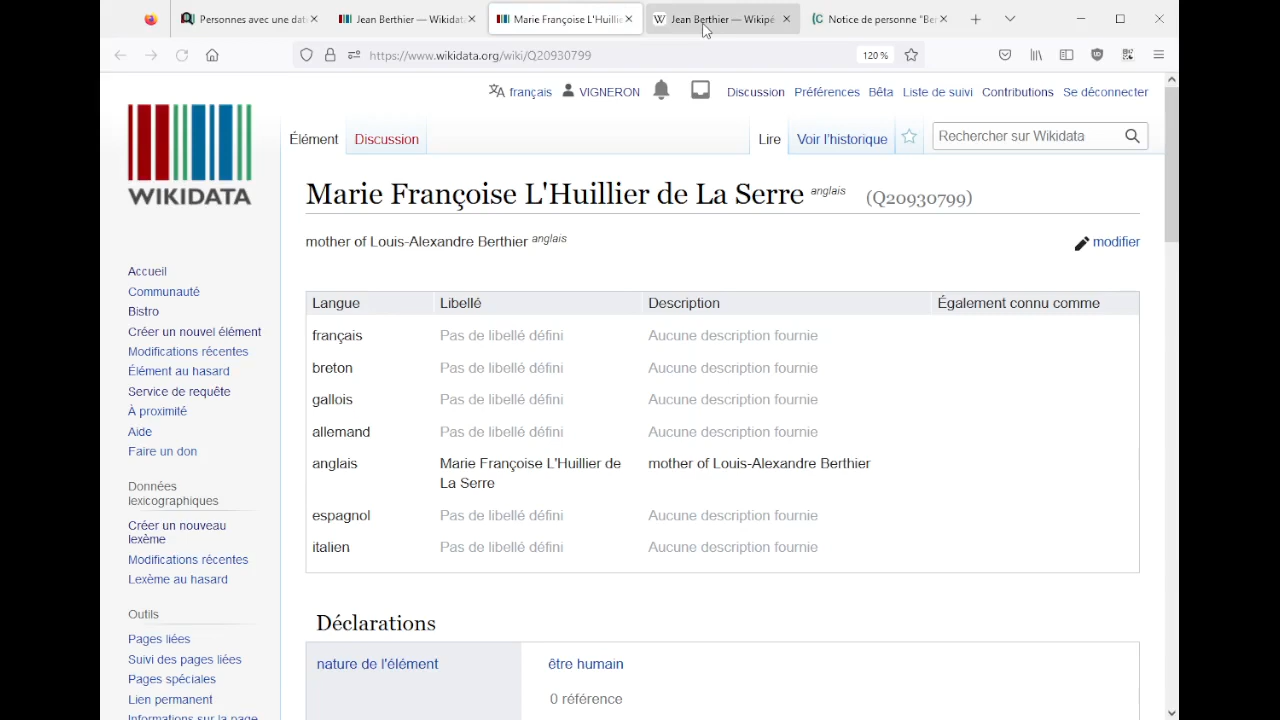 Personnes avec une dat
Jean Berthier — Wikidat
Marie Françoise L'Huillie
Jean Berthier — Wikipé
Notice de personne "Be
https://www.wikidata.org/wiki/Q20930799
120 %
français
VIGNERON
Discussion
Préférences
Bêta
Liste de suivi
Contributions
Se déconnecter
WIKIDATA
Élément
Discussion
Lire
Voir l'historique
Rechercher sur Wikidata
Marie Françoise L'Huillier de La Serre anglais (Q20930799)
mother of Louis-Alexandre Berthier anglais
modifier
Accueil
Communauté
Bistro
Créer un nouvel élément
Modifications récentes
Élément au hasard
Service de requête
À proximité
Aide
Faire un don
Données
lexicographiques
Créer un nouveau
lexème
Modifications récentes
Lexème au hasard
Outils
Pages liées
Suivi des pages liées
Pages spéciales
Lien permanent
Informations sur la page
Langue Libellé Description Également connu comme
français Pas de libellé défini Aucune description fournie
breton Pas de libellé défini Aucune description fournie
gallois Pas de libellé défini Aucune description fournie
allemand Pas de libellé défini Aucune description fournie
anglais Marie Françoise L'Huillier de mother of Louis-Alexandre Berthier
La Serre
espagnol Pas de libellé défini Aucune description fournie
italien Pas de libellé défini Aucune description fournie
Déclarations
nature de l'élément
être humain
0 référence